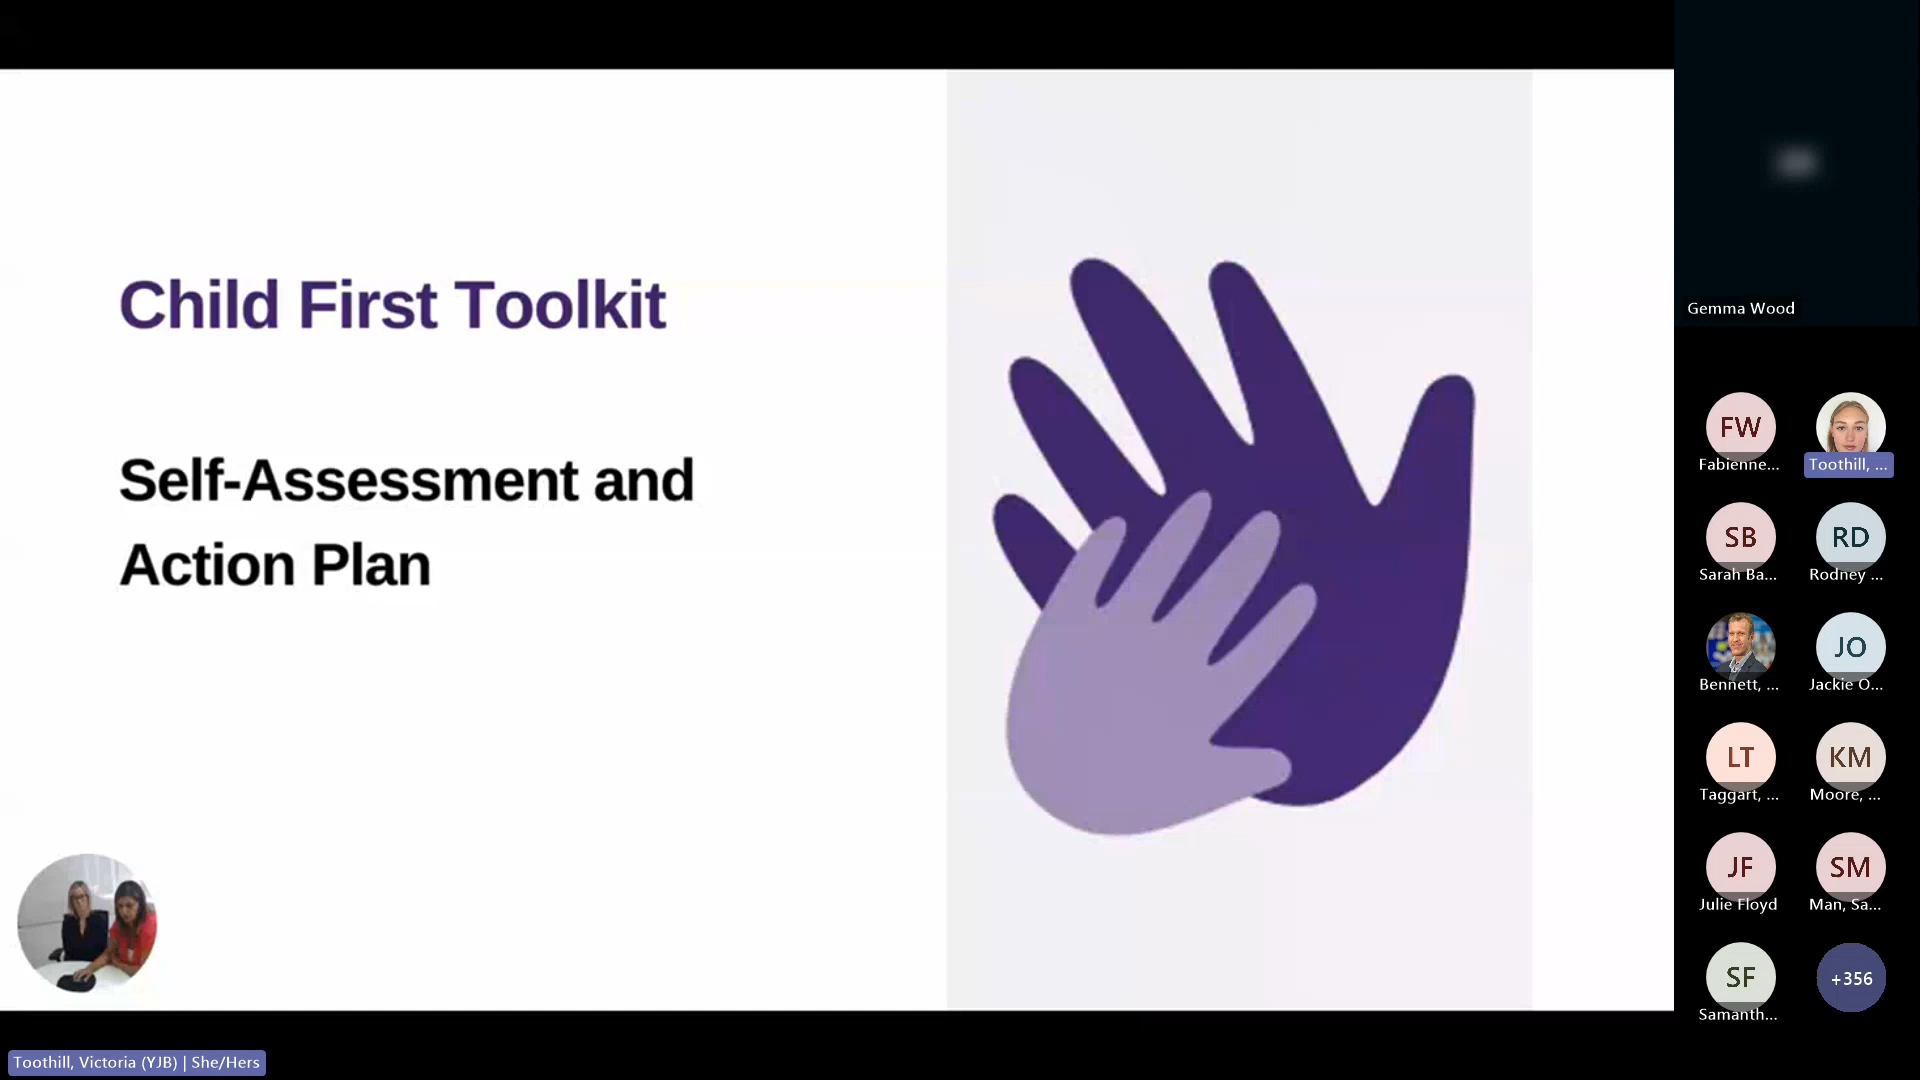 Child First Toolkit
Self-Assessment and
Action Plan
Gemma Wood
FW
Fabienne...
Toothill, ...
SB
Sarah Ba...
RD
Rodney ...
Bennett, ...
JO
Jackie O...
LT
Taggart, ...
KM
Moore, ...
JF
Julie Floyd
SM
Man, Sa...
SF
Samanth...
+356
Toothill, Victoria (YJB) | She/Hers